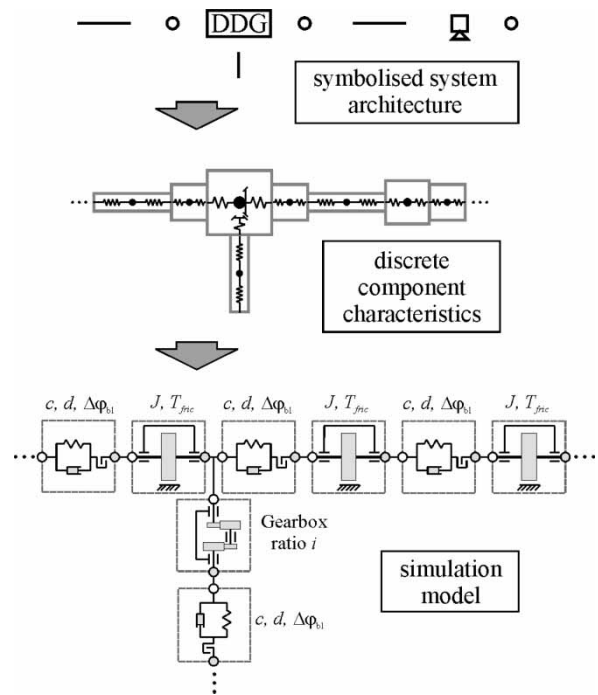 DDG
symbolised system
architecture
discrete
component
characteristics
c, d, Δφbl
J, Tfric
c, d, Δφbl
J, Tfric
c, d, Δφbl
J, Tfric
Gearbox
ratio i
simulation
model
c, d, Δφbl